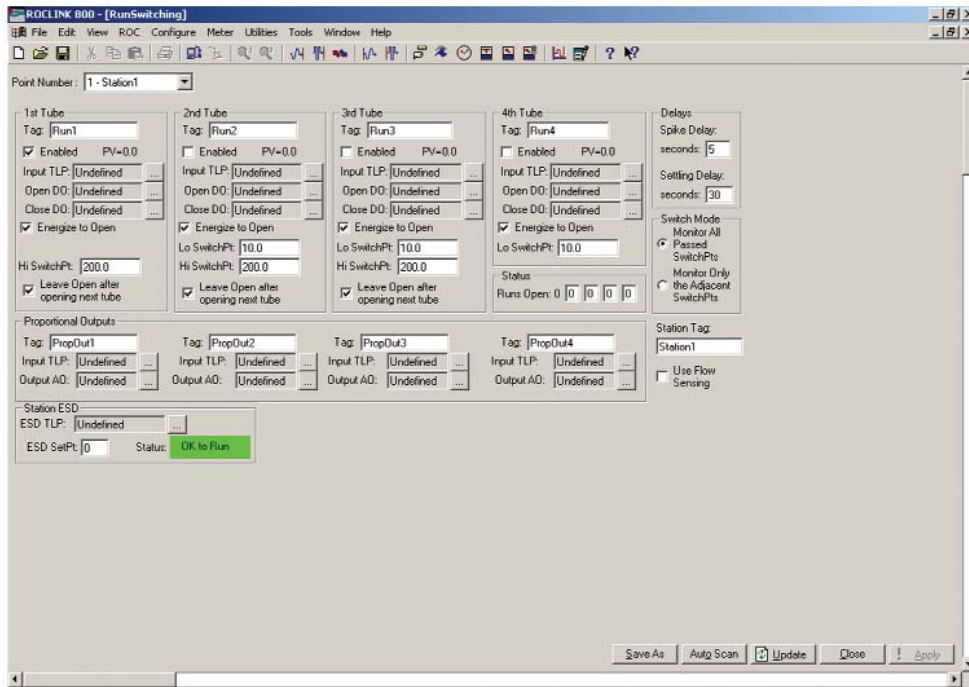 ROCLINK 800 - [RunSwitching]
File Edit View ROC Configure Meter Utilities Tools Window Help
Point Number: 1 - Station1
1st Tube
Tag: Run1
Enabled PV=0.0
Input TLP: Undefined ...
Open DO: Undefined ...
Close DO: Undefined ...
Energize to Open
Hi SwitchPt: 200.0
Leave Open after
opening next tube
2nd Tube
Tag: Run2
Enabled PV=0.0
Input TLP: Undefined ...
Open DO: Undefined ...
Close DO: Undefined ...
Energize to Open
Lo SwitchPt: 10.0
Hi SwitchPt: 200.0
Leave Open after
opening next tube
3rd Tube
Tag: Run3
Enabled PV=0.0
Input TLP: Undefined ...
Open DO: Undefined ...
Close DO: Undefined ...
Energize to Open
Lo SwitchPt: 10.0
Hi SwitchPt: 200.0
Leave Open after
opening next tube
4th Tube
Tag: Run4
Enabled PV=0.0
Input TLP: Undefined ...
Open DO: Undefined ...
Close DO: Undefined ...
Energize to Open
Lo SwitchPt: 10.0
Status
Runs Open: 0 0 0 0 0
Delays
Spike Delay:
seconds: 5
Settling Delay:
seconds: 30
Switch Mode
Monitor All
Passed
SwitchPts
Monitor Only
the Adjacent
SwitchPts
Proportional Outputs
Tag: PropOut1 Tag: PropOut2 Tag: PropOut3 Tag: PropOut4
Input TLP: Undefined ... Input TLP: Undefined ... Input TLP: Undefined ... Input TLP: Undefined ...
Output AO: Undefined ... Output AO: Undefined ... Output AO: Undefined ... Output AO: Undefined ...
Station Tag:
Station1
Use Flow
Sensing
Station ESD
ESD TLP: Undefined ...
ESD SetPt: 0 Status: OK to Run
Save As Auto Scan Update Close ! Apply